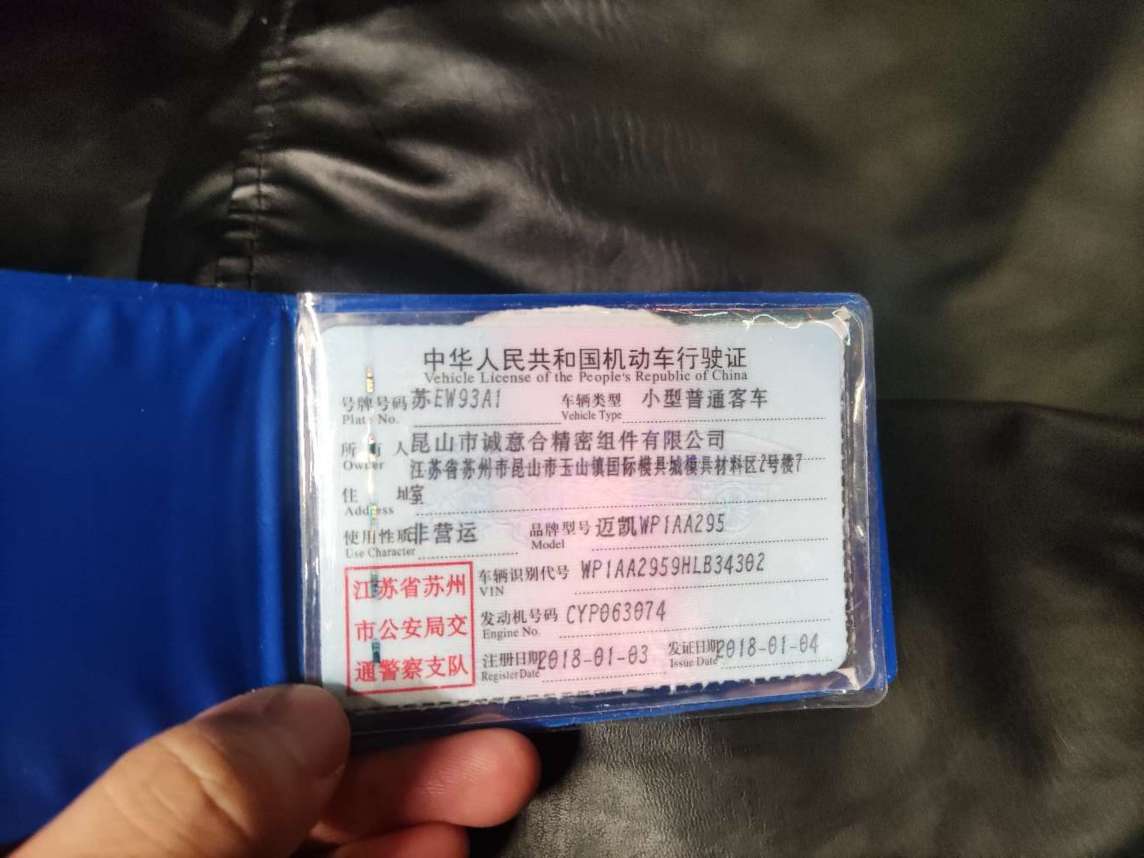 中华人民共和国机动车行驶证
Vehicle License of the People's Republic of China
号牌号码 苏EW93A1 车辆类型 小型普通客车
Plate No. Vehicle Type
所有人 昆山市诚意合精密组件有限公司
Owner
江苏省苏州市昆山市玉山镇国际模具城模具材料区2号楼7
住址 室
Address
使用性质 非营运 品牌型号 迈凯WP1AA295
Use Character Model
江苏省苏州
市公安局交
通警察支队
车辆识别代号 WP1AA2959HLB34302
VIN
发动机号码 CYP063074
Engine No.
注册日期 2018-01-03 发证日期 2018-01-04
Register Date Issue Date